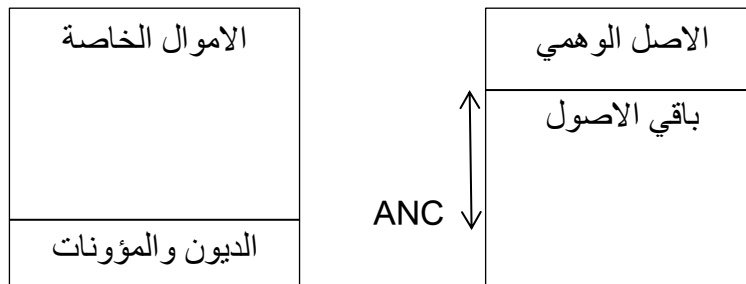 الاصل الوهمي
الاموال الخاصة
باقي الاصول
ANC
الديون والمؤونات